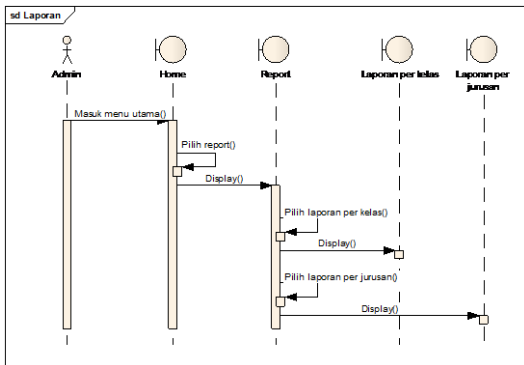 sd Laporan
Admin
Home
Report
Laporan per kelas
Laporan per
jurusan
Masuk menu utama()
Pilih report()
Display()
Pilih laporan per kelas()
Display()
Pilih laporan per jurusan()
Display()